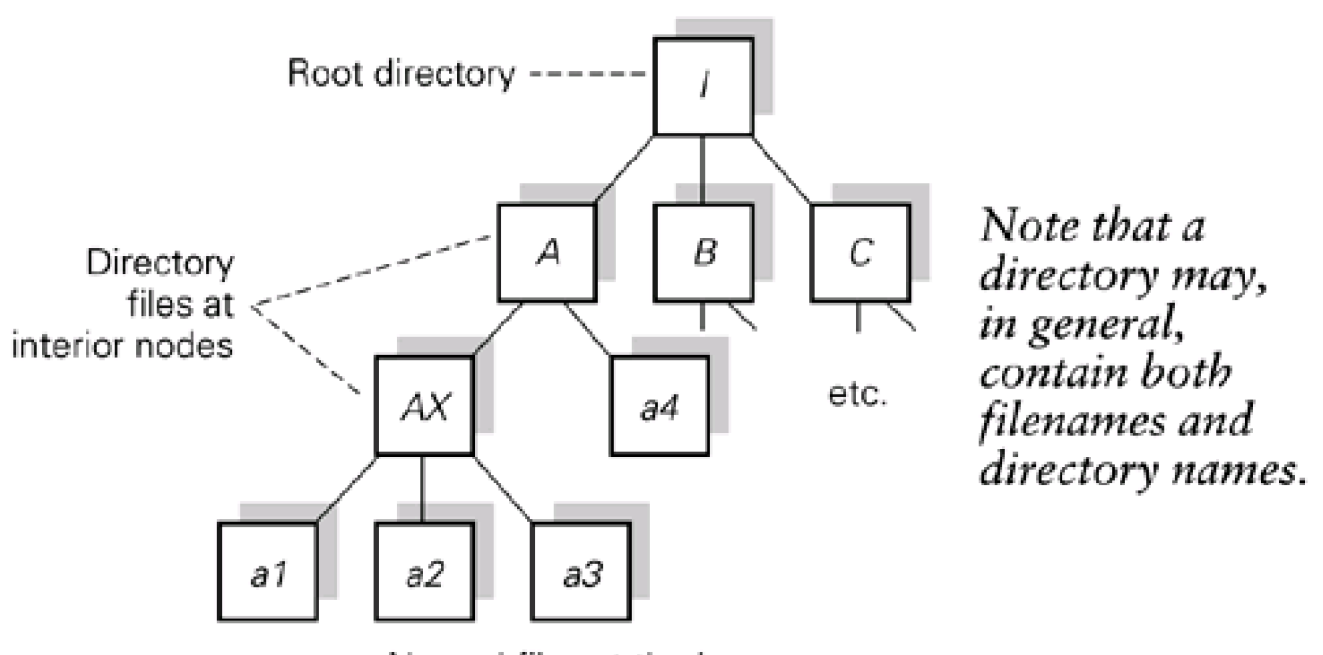 Root directory
/
A
B
C
Directory
files at
interior nodes
AX
a4
etc.
a1
a2
a3
Note that a
directory may,
in general,
contain both
filenames and
directory names.